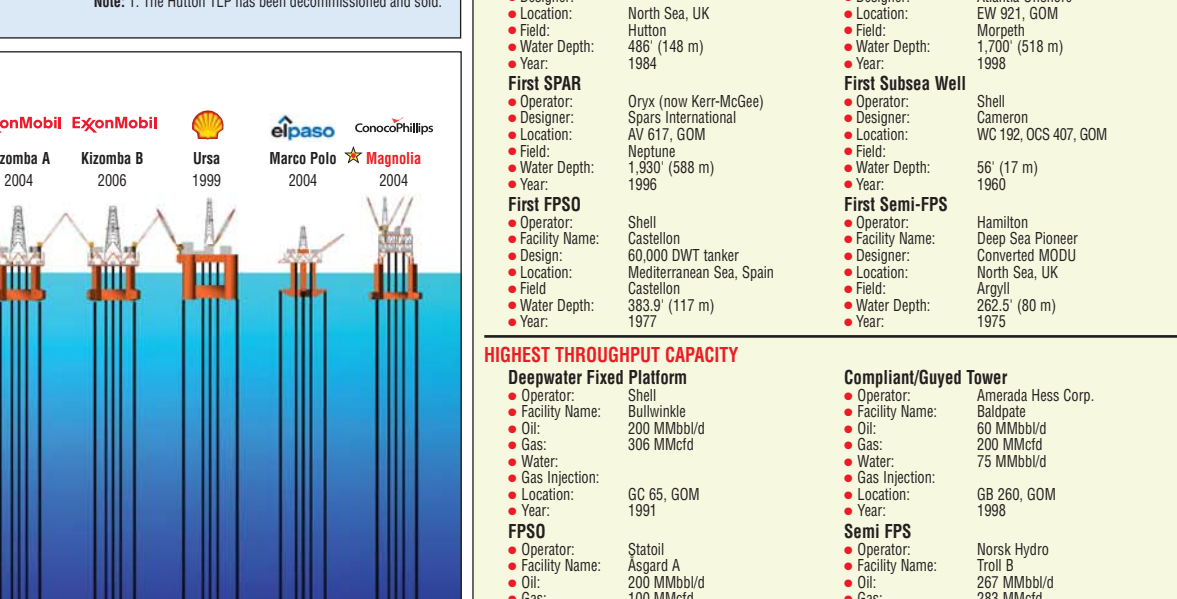 Note: 1. The Hutton TLP has been decommissioned and sold.
ExxonMobil
elpaso
ConocoPhillips
Kizomba B
Ursa
Marco Polo
Magnolia
2004
2006
1999
2004
2004
Location: North Sea, UK
Field: Hutton
Water Depth: 486' (148 m)
Year: 1984
First SPAR
Operator: Oryx (now Kerr-McGee)
Designer: Spars International
Location: AV 617, GOM
Field: Neptune
Water Depth: 1,930' (588 m)
Year: 1996
First FPSO
Operator: Shell
Facility Name: Castellon
Design: 60,000 DWT tanker
Location: Mediterranean Sea, Spain
Field Castellon
Water Depth: 383.9' (117 m)
Year: 1977
Location: EW 921, GOM
Field: Morpeth
Water Depth: 1,700' (518 m)
Year: 1998
First Subsea Well
Operator: Shell
Designer: Cameron
Location: WC 192, OCS 407, GOM
Field:
Water Depth: 56' (17 m)
Year: 1960
First Semi-FPS
Operator: Hamilton
Facility Name: Deep Sea Pioneer
Designer: Converted MODU
Location: North Sea, UK
Field: Argyll
Water Depth: 262.5' (80 m)
Year: 1975
HIGHEST THROUGHPUT CAPACITY
Deepwater Fixed Platform
Operator: Shell
Facility Name: Bullwinkle
Oil: 200 MMbbl/d
Gas: 306 MMcfd
Water:
Gas Injection:
Location: GC 65, GOM
Year: 1991
FPSO
Operator: Statoil
Facility Name: Åsgard A
Oil: 200 MMbbl/d
Gas: 100 MMcfd
Compliant/Guyed Tower
Operator: Amerada Hess Corp.
Facility Name: Baldpate
Oil: 60 MMbbl/d
Gas: 200 MMcfd
Water: 75 MMbbl/d
Gas Injection:
Location: GB 260, GOM
Year: 1998
Semi FPS
Operator: Norsk Hydro
Facility Name: Troll B
Oil: 267 MMbbl/d
Gas: 283 MMcfd